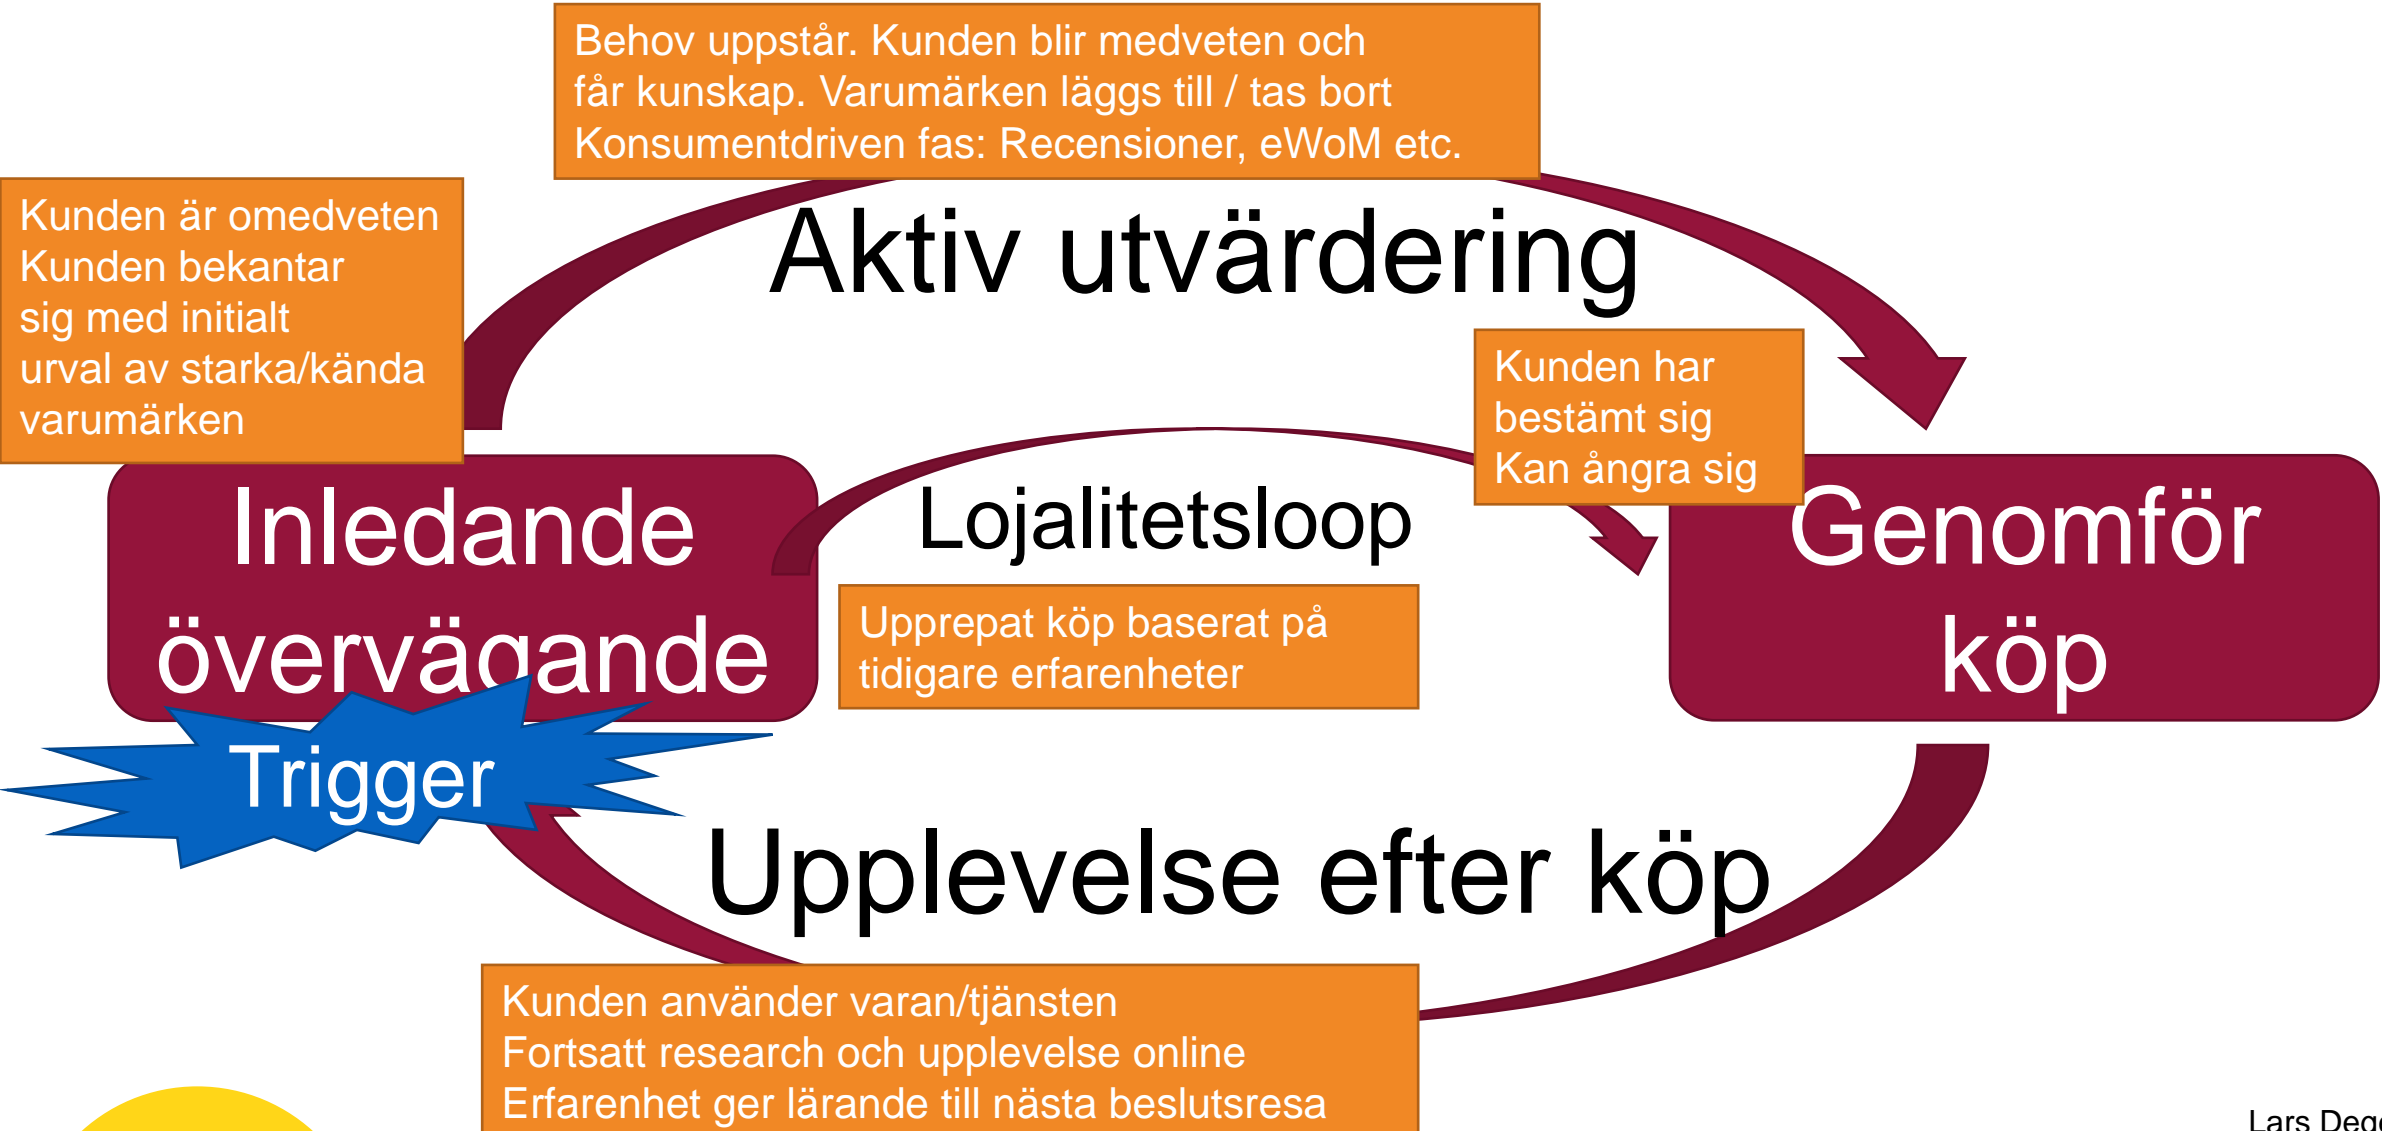 Behov uppstår. Kunden blir medveten och
får kunskap. Varumärken läggs till / tas bort
Konsumentdriven fas: Recensioner, eWoM etc.
Kunden är omedveten
Kunden bekantar
sig med initialt
urval av starka/kända
varumärken
Aktiv utvärdering
Kunden har
bestämt sig
Kan ångra sig
Inledande
övervägande
Lojalitetsloop
Upprepat köp baserat på
tidigare erfarenheter
Genomför
köp
Trigger
Upplevelse efter köp
Kunden använder varan/tjänsten
Fortsatt research och upplevelse online
Erfarenhet ger lärande till nästa beslutsresa
Lars